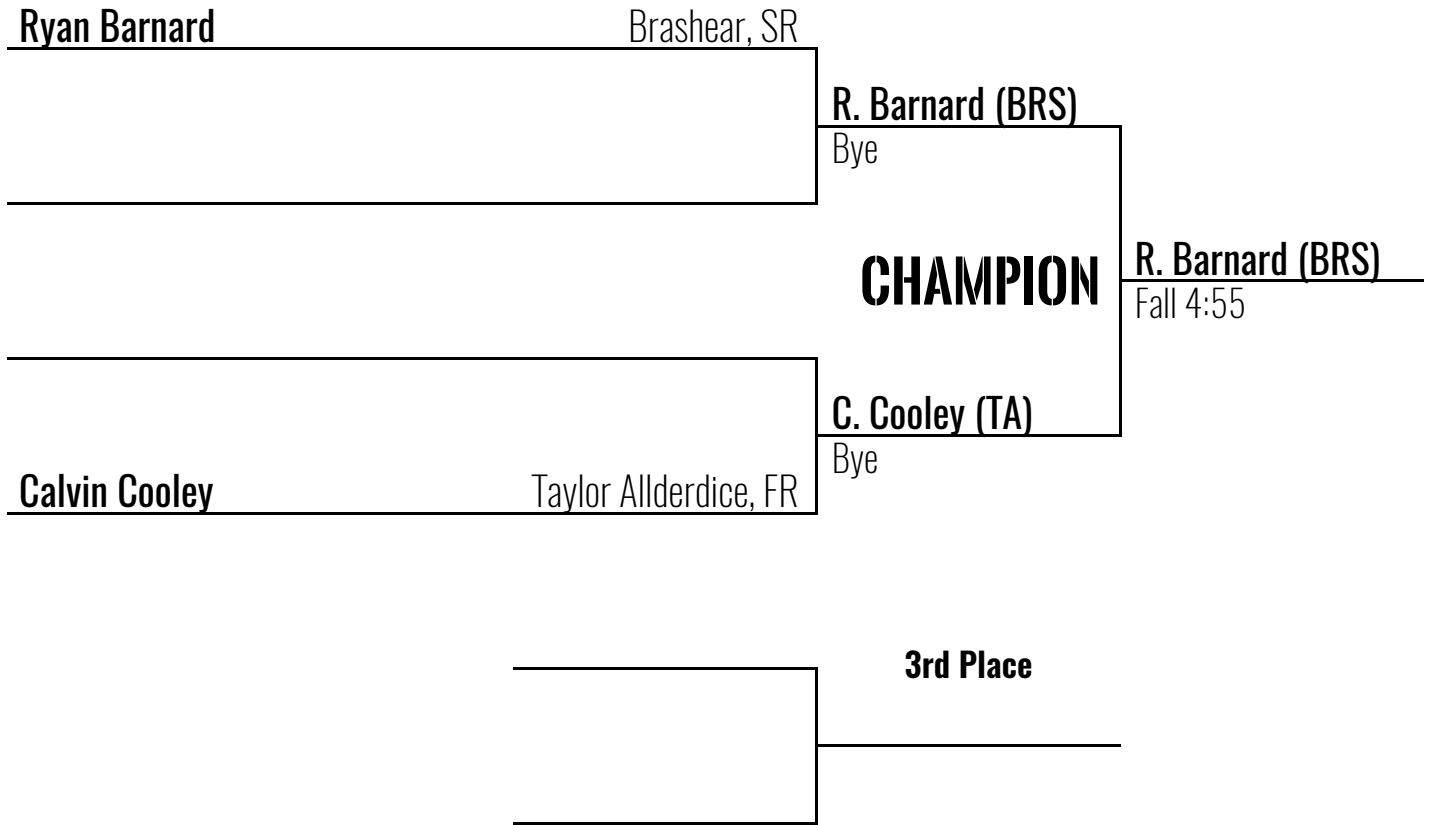 Ryan Barnard Brashear, SR
R. Barnard (BRS)
Bye
CHAMPION
R. Barnard (BRS)
Fall 4:55
C. Cooley (TA)
Bye
Calvin Cooley Taylor Allderdice, FR
3rd Place